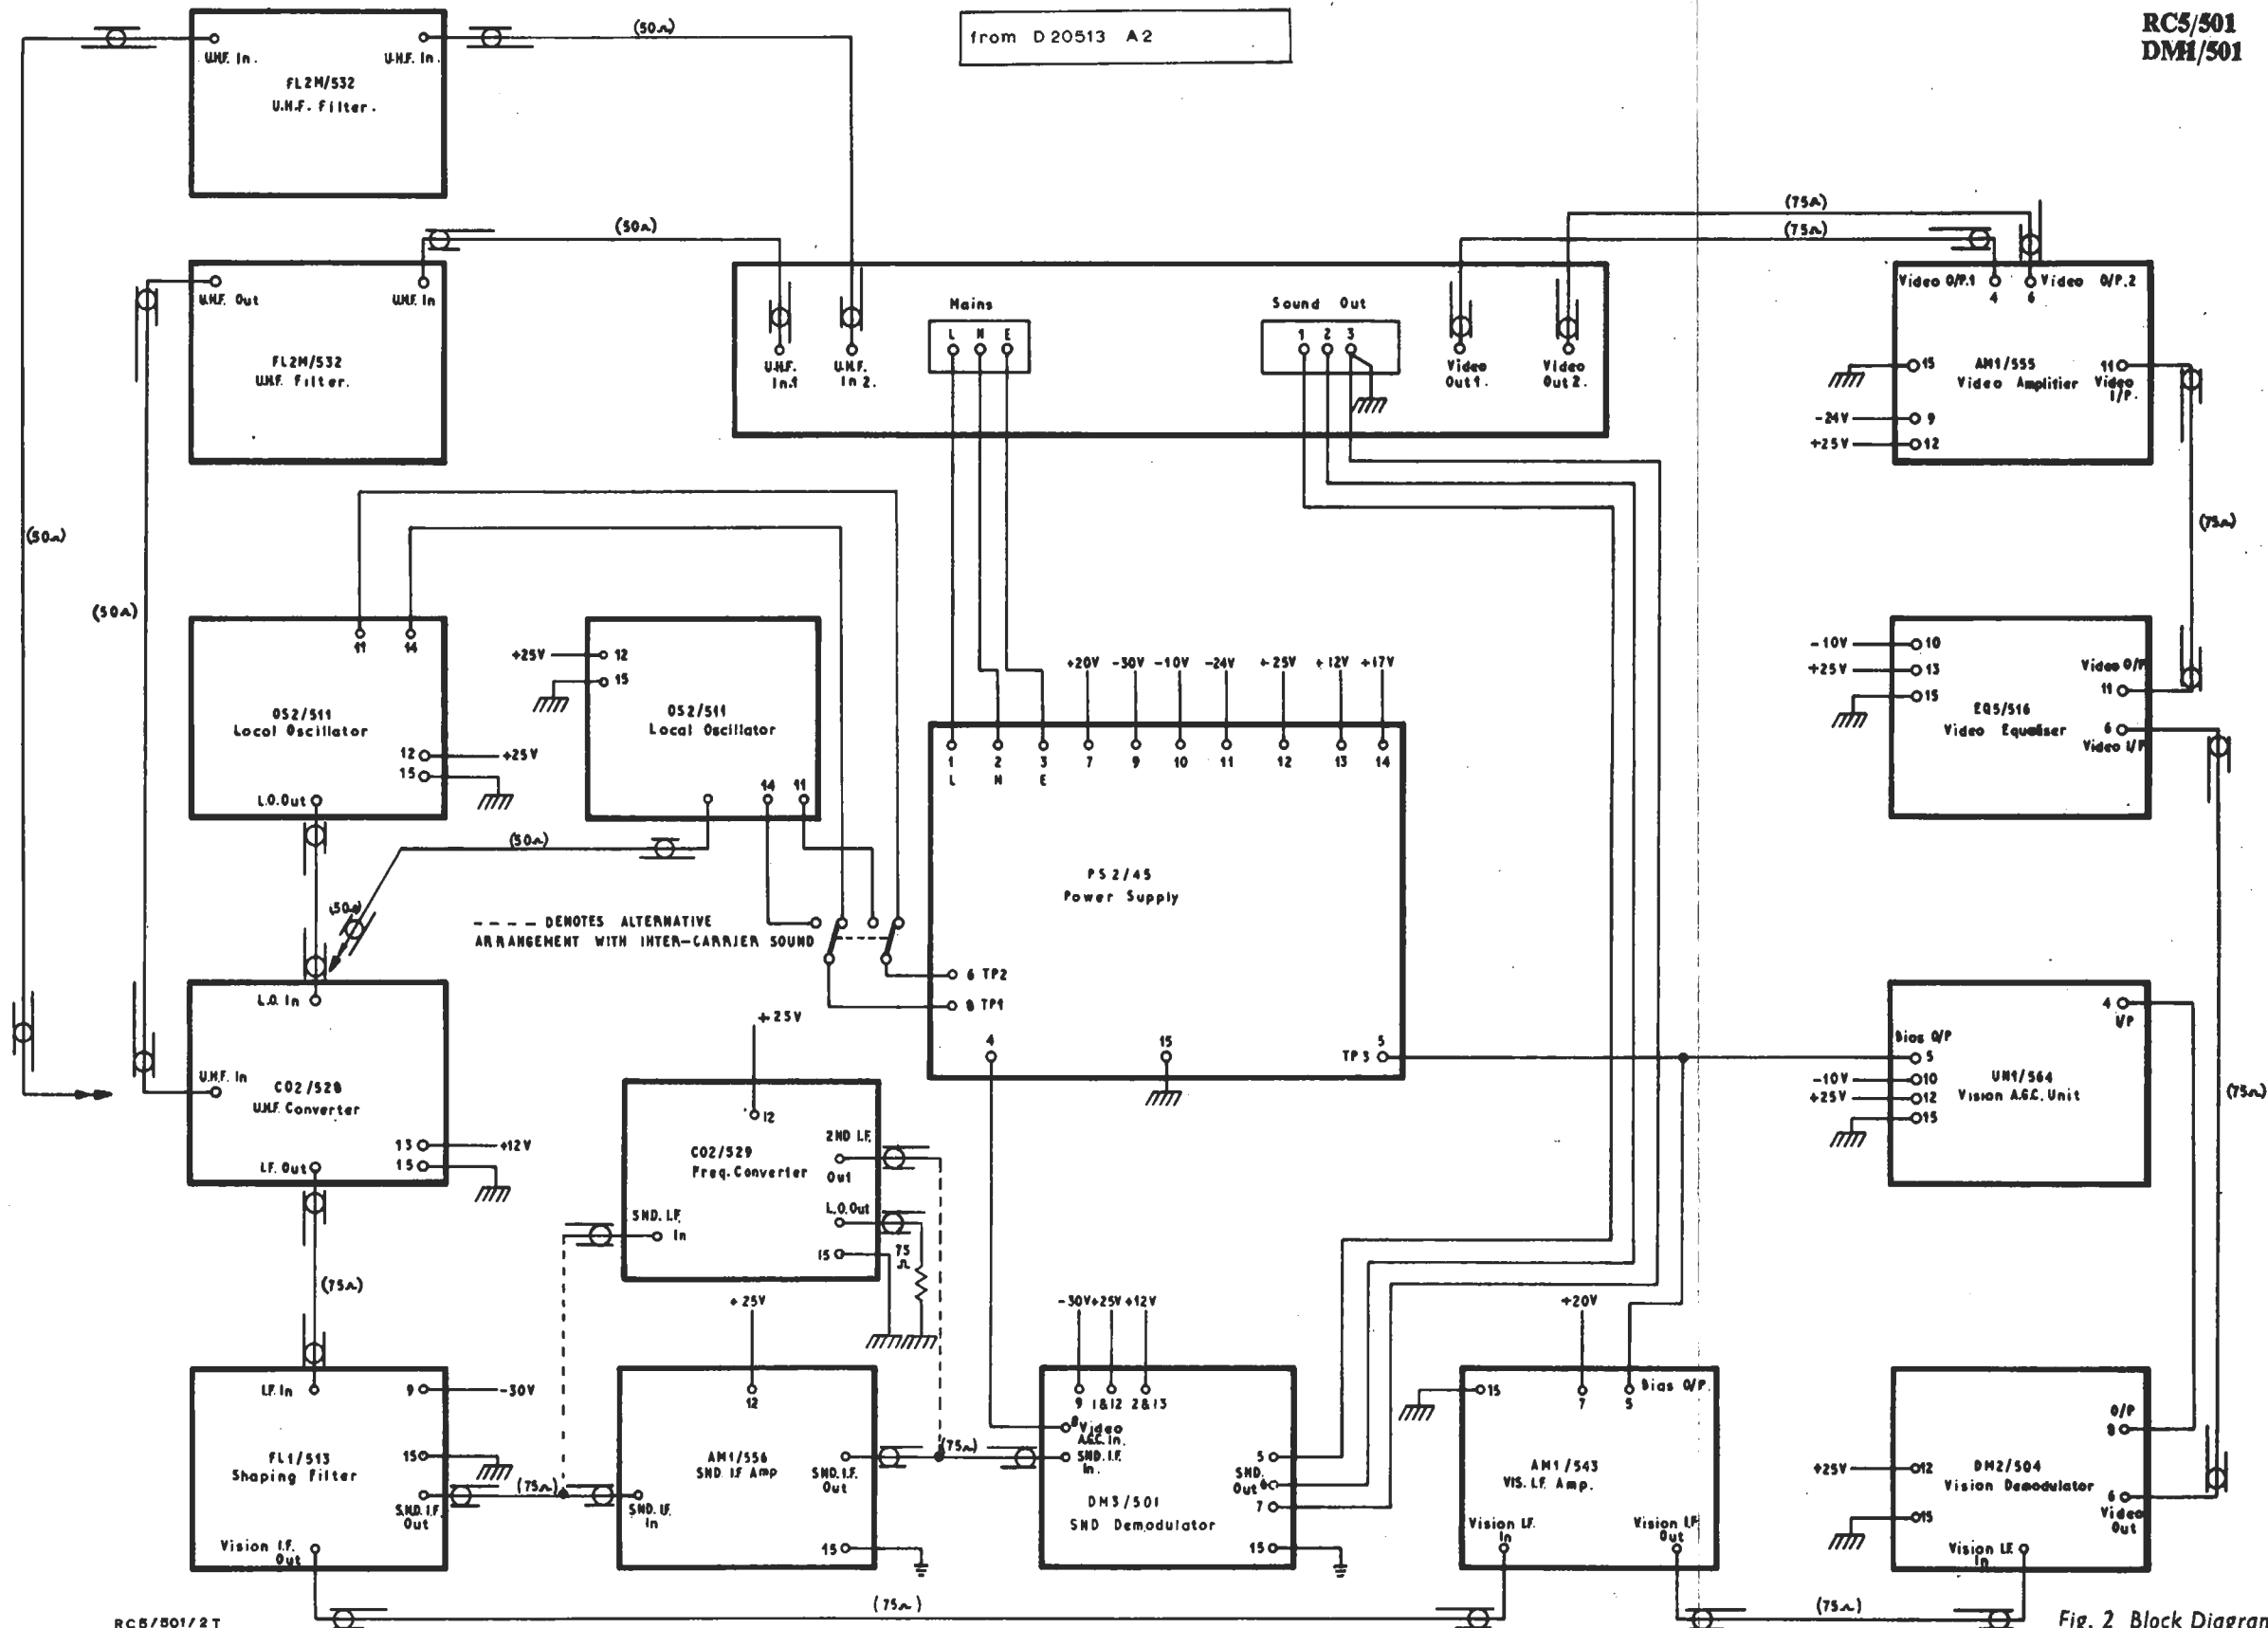 from D 20513 A2
RC5/501
DM1/501
(50Ω)
U.H.F. In.
U.H.F. In.
FL2M/532
U.H.F. Filter.
(50Ω)
U.H.F. Out
U.H.F. In
FL2M/532
U.H.F. Filter.
Mains
L N E
U.H.F. In.1
U.H.F. In 2.
Sound Out
1 2 3
Video Out 1.
Video Out 2.
(75Ω)
(75Ω)
Video O/P.1
4
6
Video O/P.2
15
AM1/555
Video Amplifier
11
Video I/P.
-24V
9
+25V
12
(50Ω)
(50Ω)
(75Ω)
11
14
OS2/511
Local Oscillator
12
+25V
15
L.O.Out
+25V
12
15
OS2/511
Local Oscillator
14
11
(50Ω)
(50Ω)
---- DENOTES ALTERNATIVE
ARRANGEMENT WITH INTER-CARRIER SOUND
+20V -30V -10V -24V +25V +12V +17V
1 2 3 7 9 10 11 12 13 14
L N E
PS2/45
Power Supply
6 TP2
8 TP1
4
15
TP3
5
-10V
10
+25V
13
15
Video O/P
11
EQ5/516
Video Equaliser
6
Video I/P
(75Ω)
4
I/P
Bias O/P
5
-10V
10
+25V
12
15
UN1/564
Vision A.G.C. Unit
L.O. In
U.H.F. In
CO2/528
U.H.F. Converter
13
+12V
15
I.F. Out
(75Ω)
+25V
12
2ND I.F.
Out
CO2/529
Freq. Converter
L.O.Out
SND. I.F.
In
15
75
Ω
I.F. In
9
-30V
FL1/513
Shaping Filter
15
SND. I.F.
Out
Vision I.F.
Out
(75Ω)
+25V
12
AM1/556
SND. I.F. Amp
SND. I.F.
Out
SND. I.F.
In
15
(75Ω)
-30V +25V +12V
9 1&12 2&13
8
Video
A.G.C. In.
SND. I.F.
In.
DM3/501
SND Demodulator
5
SND.
Out 6
7
15
+20V
15
7
5
Bias O/P.
AM1/543
VIS. I.F. Amp.
Vision I.F.
In
Vision I.F.
Out
O/P
8
+25V
12
DM2/504
Vision Demodulator
15
6
Video
Out
Vision I.F.
In
(75Ω)
(75Ω)
RC5/501/2T
Fig. 2 Block Diagram